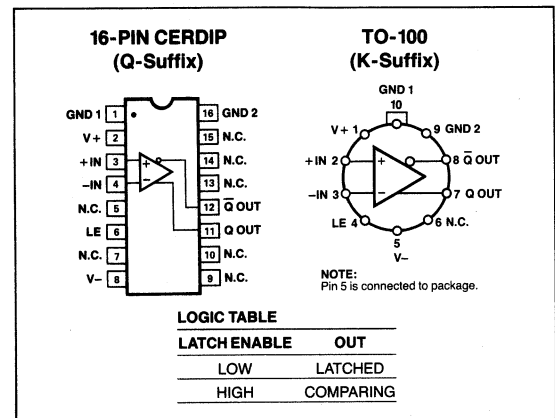 16-PIN CERDIP
(Q-Suffix)
GND 1 1
V+ 2
+IN 3
–IN 4
N.C. 5
LE 6
N.C. 7
V– 8
16 GND 2
15 N.C.
14 N.C.
13 N.C.
12 Q̅ OUT
11 Q OUT
10 N.C.
9 N.C.
+
–
TO-100
(K-Suffix)
GND 1
10
V+ 1
9 GND 2
+IN 2
8 Q̅ OUT
–IN 3
7 Q OUT
LE 4
6 N.C.
5
V–
+
–
NOTE:
Pin 5 is connected to package.
LOGIC TABLE
LATCH ENABLE OUT
LOW LATCHED
HIGH COMPARING